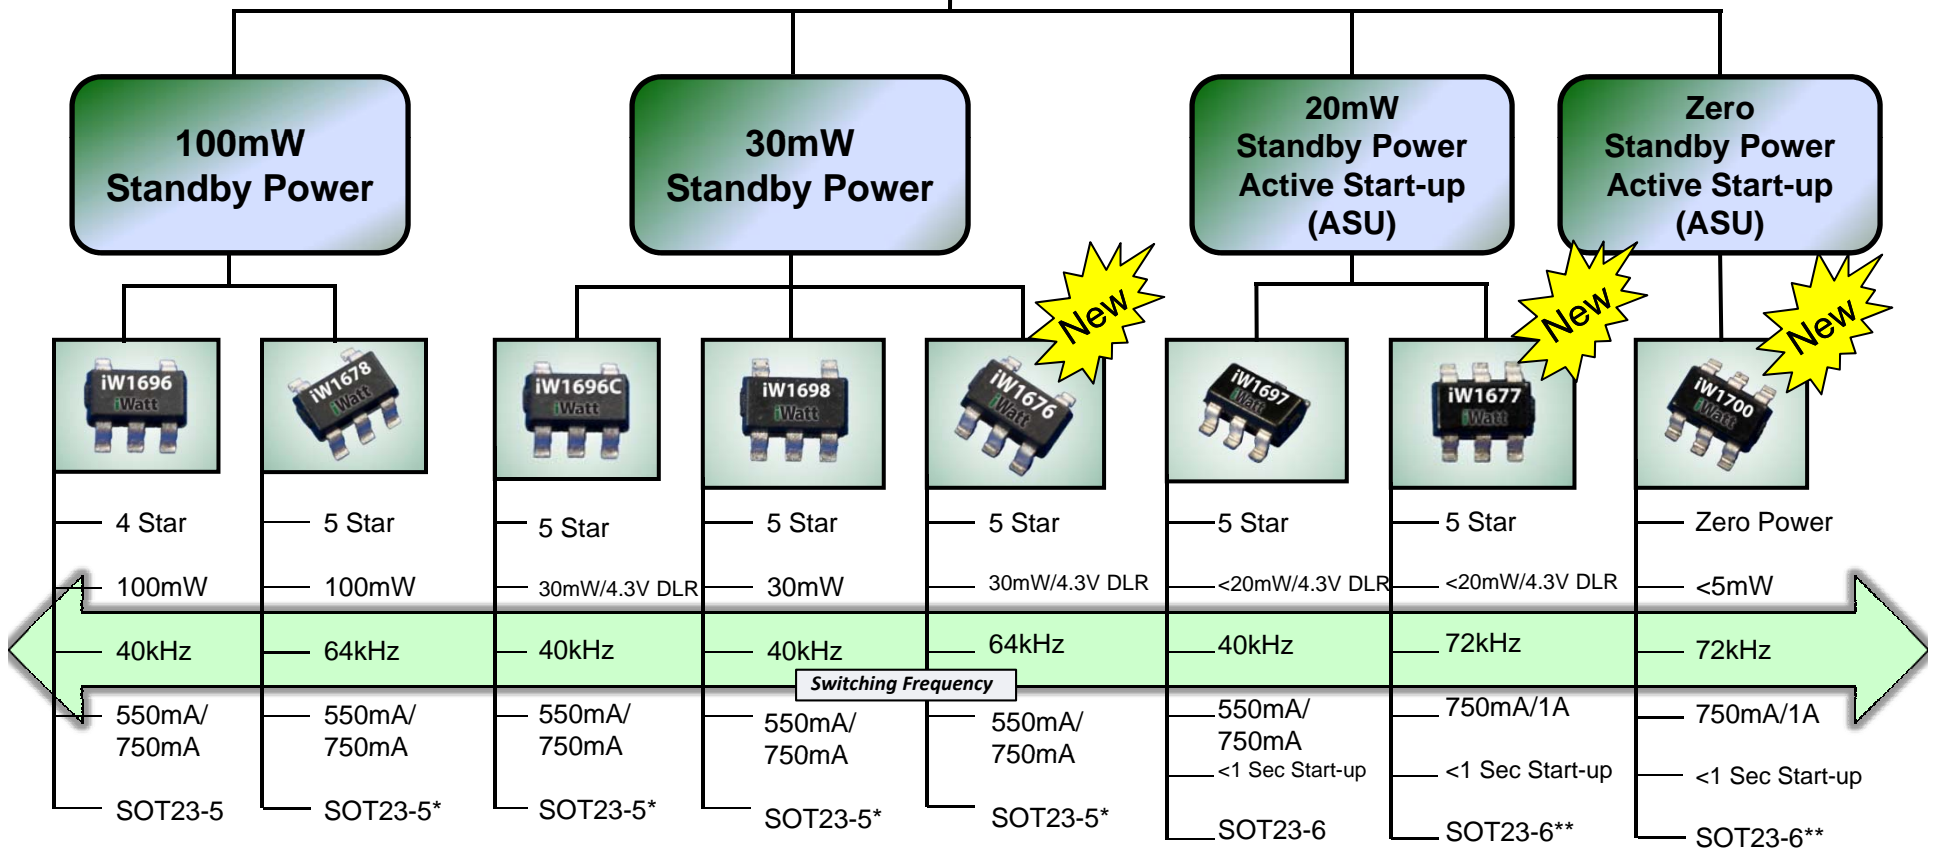 100mW
Standby Power
30mW
Standby Power
20mW
Standby Power
Active Start-up
(ASU)
Zero
Standby Power
Active Start-up
(ASU)
New
New
New
iW1696
iWatt
iW1678
iWatt
iW1696C
iWatt
iW1698
iWatt
iW1676
iWatt
iW1697
iWatt
iW1677
iWatt
iW1700
iWatt
4 Star
100mW
40kHz
550mA/
750mA
SOT23-5
5 Star
100mW
64kHz
550mA/
750mA
SOT23-5*
5 Star
30mW/4.3V DLR
40kHz
550mA/
750mA
SOT23-5*
5 Star
30mW
40kHz
550mA/
750mA
SOT23-5*
5 Star
30mW/4.3V DLR
64kHz
550mA/
750mA
SOT23-5*
5 Star
<20mW/4.3V DLR
40kHz
550mA/
750mA
<1 Sec Start-up
SOT23-6
5 Star
<20mW/4.3V DLR
72kHz
750mA/1A
<1 Sec Start-up
SOT23-6**
Zero Power
<5mW
72kHz
750mA/1A
<1 Sec Start-up
SOT23-6**
Switching Frequency